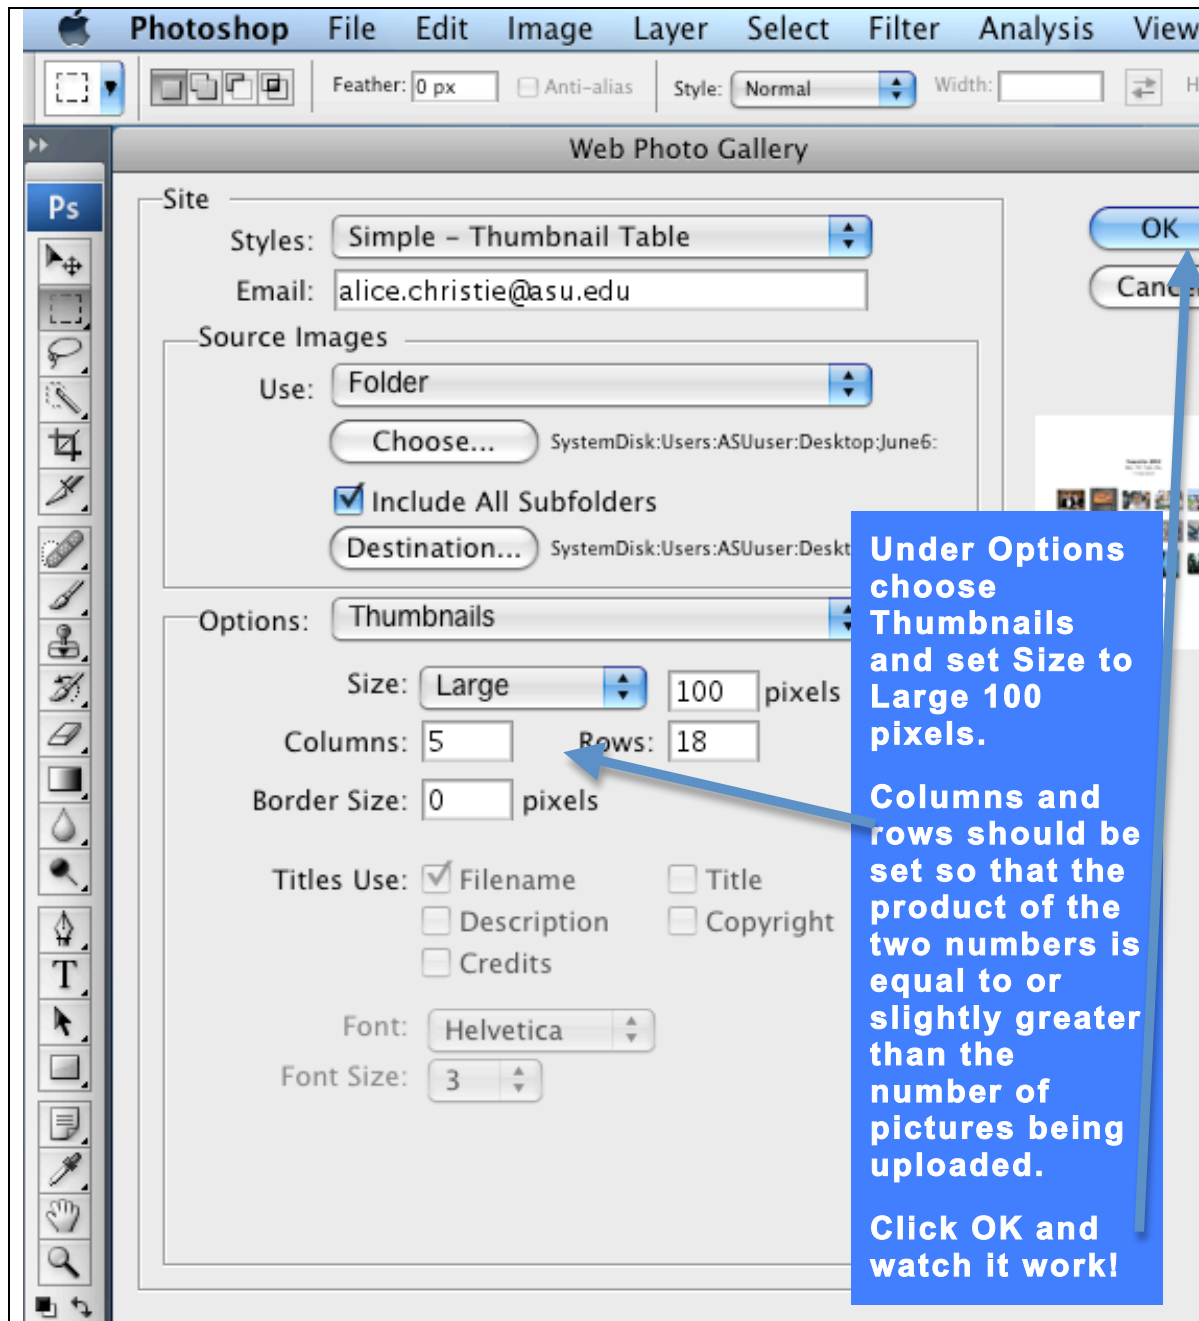 Photoshop File Edit Image Layer Select Filter Analysis View
Feather: 0 px Anti-alias Style: Normal Width: H
Web Photo Gallery
Ps
Site
Styles: Simple – Thumbnail Table
OK
Email: alice.christie@asu.edu
Cancel
Source Images
Use: Folder
Choose... SystemDisk:Users:ASUuser:Desktop:June6:
Include All Subfolders
Destination... SystemDisk:Users:ASUuser:Deskt
Options: Thumbnails
Size: Large 100 pixels
Columns: 5 Rows: 18
Border Size: 0 pixels
Titles Use: Filename Title
Description Copyright
Credits
Font: Helvetica
Font Size: 3
Under Options
choose
Thumbnails
and set Size to
Large 100
pixels.
Columns and
rows should be
set so that the
product of the
two numbers is
equal to or
slightly greater
than the
number of
pictures being
uploaded.
Click OK and
watch it work!
T